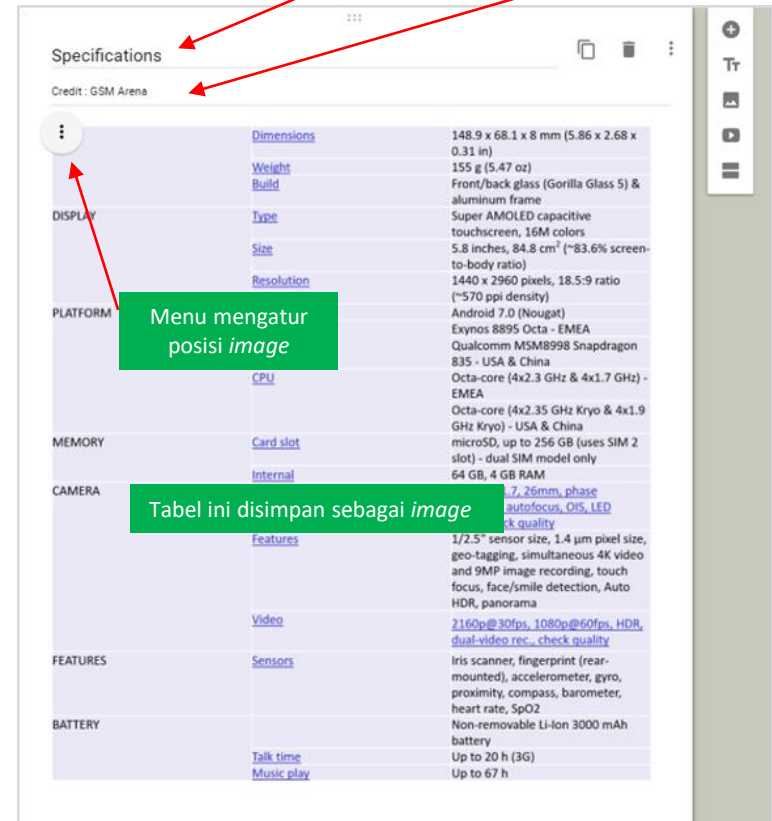 Specifications
Tт
Credit : GSM Arena
Dimensions 148.9 x 68.1 x 8 mm (5.86 x 2.68 x
0.31 in)
Weight 155 g (5.47 oz)
Build Front/back glass (Gorilla Glass 5) &
aluminum frame
DISPLAY Type Super AMOLED capacitive
touchscreen, 16M colors
Size 5.8 inches, 84.8 cm² (~83.6% screen-
to-body ratio)
Resolution 1440 x 2960 pixels, 18.5:9 ratio
(~570 ppi density)
PLATFORM Android 7.0 (Nougat)
Menu mengatur
posisi image
Exynos 8895 Octa - EMEA
Qualcomm MSM8998 Snapdragon
835 - USA & China
CPU Octa-core (4x2.3 GHz & 4x1.7 GHz) -
EMEA
Octa-core (4x2.35 GHz Kryo & 4x1.9
GHz Kryo) - USA & China
MEMORY Card slot microSD, up to 256 GB (uses SIM 2
slot) - dual SIM model only
Internal 64 GB, 4 GB RAM
CAMERA 1.7, 26mm, phase
autofocus, OIS, LED
quality
Tabel ini disimpan sebagai image
Features 1/2.5" sensor size, 1.4 µm pixel size,
geo-tagging, simultaneous 4K video
and 9MP image recording, touch
focus, face/smile detection, Auto
HDR, panorama
Video 2160p@30fps, 1080p@60fps, HDR,
dual-video rec., check quality
FEATURES Sensors Iris scanner, fingerprint (rear-
mounted), accelerometer, gyro,
proximity, compass, barometer,
heart rate, SpO2
BATTERY Non-removable Li-Ion 3000 mAh
battery
Talk time Up to 20 h (3G)
Music play Up to 67 h